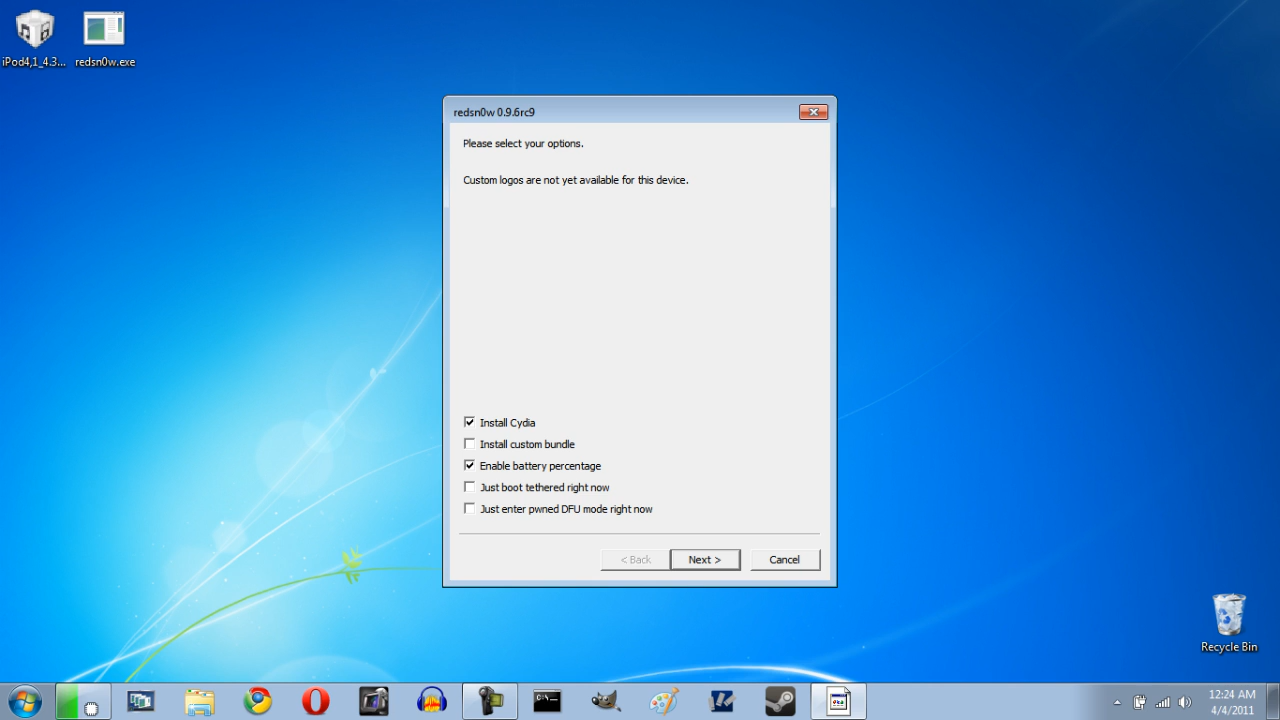 iPod4,1_4.3...
redsn0w.exe
redsn0w 0.9.6rc9
Please select your options.
Custom logos are not yet available for this device.
Install Cydia
Install custom bundle
Enable battery percentage
Just boot tethered right now
Just enter pwned DFU mode right now
< Back
Next >
Cancel
Recycle Bin
C:\.
12:24 AM
4/4/2011